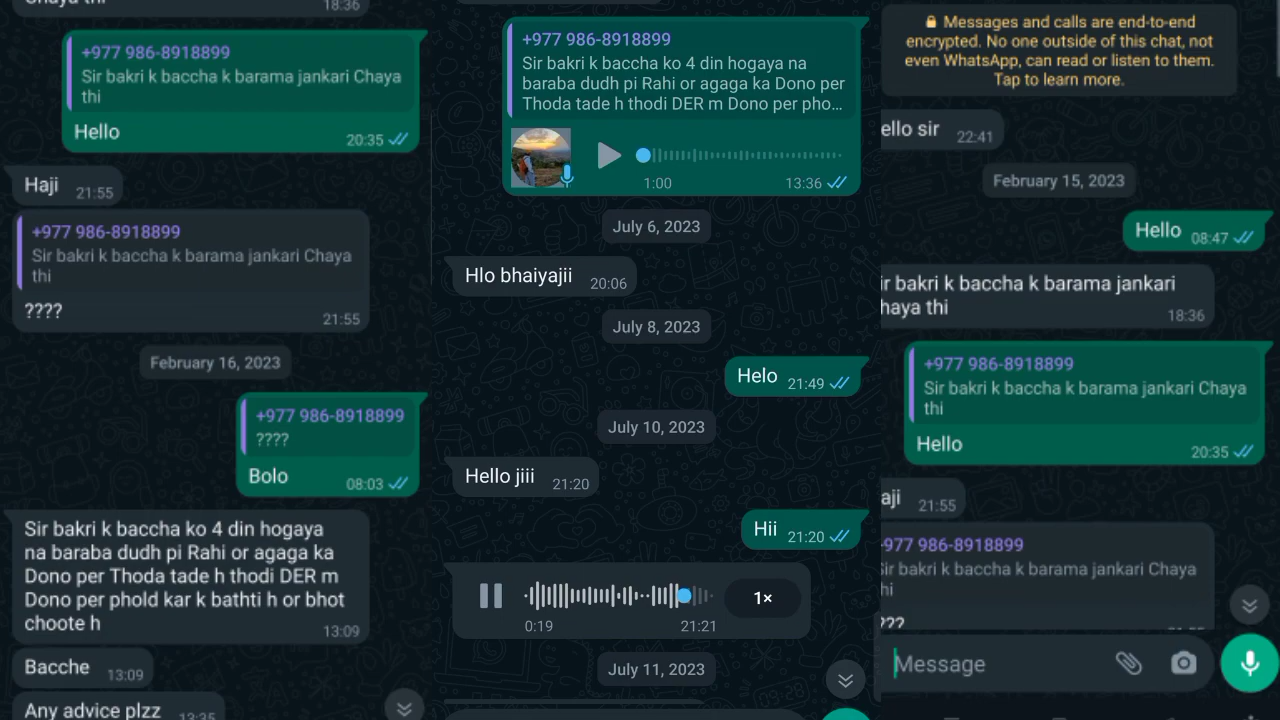 18:36
+977 986-8918899
Sir bakri k baccha k barama jankari Chaya
thi
Hello
20:35
Haji 21:55
+977 986-8918899
Sir bakri k baccha k barama jankari Chaya
thi
????
21:55
February 16, 2023
+977 986-8918899
????
Bolo 08:03
Sir bakri k baccha ko 4 din hogaya
na baraba dudh pi Rahi or agaga ka
Dono per Thoda tade h thodi DER m
Dono per phold kar k bathti h or bhot
choote h
13:09
Bacche 13:09
Any advice plzz 13:35
+977 986-8918899
Sir bakri k baccha ko 4 din hogaya na
baraba dudh pi Rahi or agaga ka Dono per
Thoda tade h thodi DER m Dono per pho...
1:00 13:36
July 6, 2023
Hlo bhaiyajii 20:06
July 8, 2023
Helo 21:49
July 10, 2023
Hello jiii 21:20
Hii 21:20
1×
0:19 21:21
July 11, 2023
Messages and calls are end-to-end
encrypted. No one outside of this chat, not
even WhatsApp, can read or listen to them.
Tap to learn more.
ello sir 22:41
February 15, 2023
Hello 08:47
ir bakri k baccha k barama jankari
haya thi
18:36
+977 986-8918899
Sir bakri k baccha k barama jankari Chaya
thi
Hello
20:35
aji 21:55
977 986-8918899
Sir bakri k baccha k barama jankari Chaya
hi
???
Message